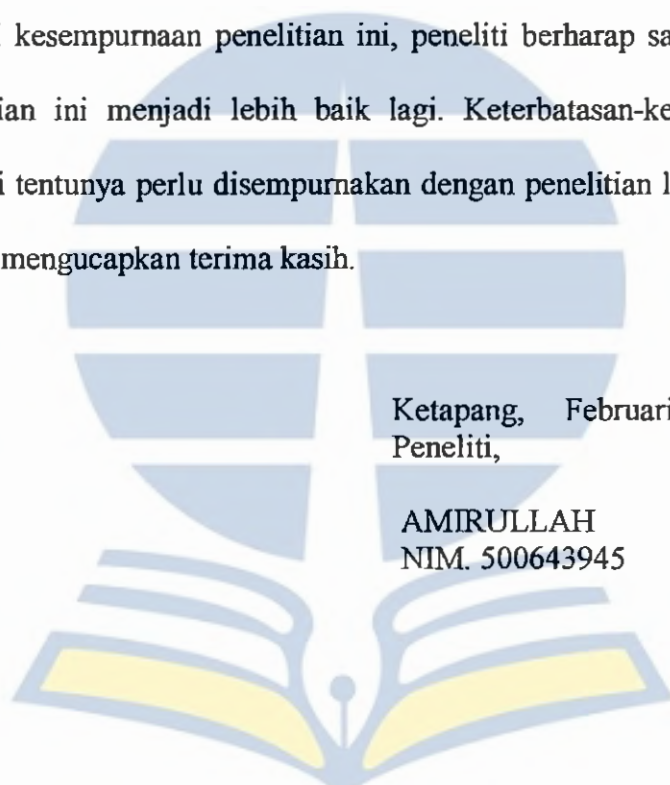 kesempurnaan penelitian ini, peneliti berharap sa
ini menjadi lebih baik lagi. Keterbatasan-ke
tentunya perlu disempurnakan dengan penelitian
mengucapkan terima kasih.
Ketapang, Februari
Peneliti,
AMIRULLAH
NIM. 500643945